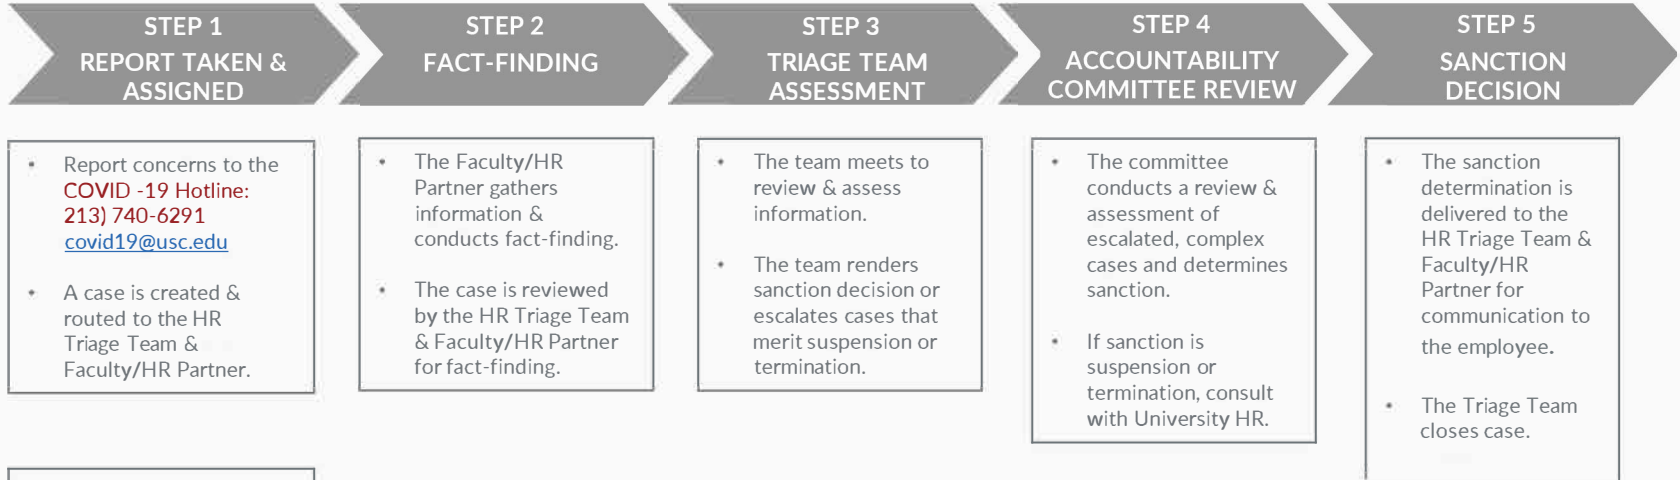 STEP 1
REPORT TAKEN &
ASSIGNED
STEP 2
FACT-FINDING
STEP 3
TRIAGE TEAM
ASSESSMENT
STEP 4
ACCOUNTABILITY
COMMITTEE REVIEW
STEP 5
SANCTION
DECISION
• Report concerns to the
COVID -19 Hotline:
213) 740-6291
covid19@usc.edu
• A case is created &
routed to the HR
Triage Team &
Faculty/HR Partner.
• The Faculty/HR
Partner gathers
information &
conducts fact-finding.
• The case is reviewed
by the HR Triage Team
& Faculty/HR Partner
for fact-finding.
• The team meets to
review & assess
information.
• The team renders
sanction decision or
escalates cases that
merit suspension or
termination.
• The committee
conducts a review &
assessment of
escalated, complex
cases and determines
sanction.
• If sanction is
suspension or
termination, consult
with University HR.
• The sanction
determination is
delivered to the
HR Triage Team &
Faculty/HR
Partner for
communication to
the employee.
• The Triage Team
closes case.